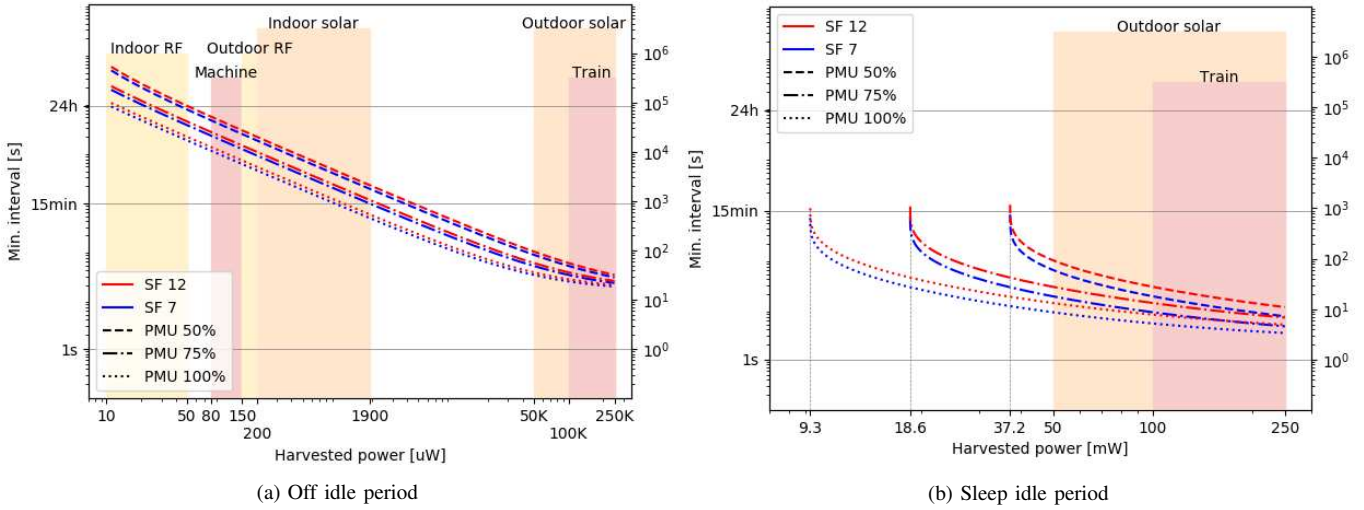 Indoor solar
Outdoor solar
Indoor RF
Outdoor RF
Machine
Train
24h
15min
1s
Min. interval [s]
10^6
10^5
10^4
10^3
10^2
10^1
10^0
SF 12
SF 7
PMU 50%
PMU 75%
PMU 100%
10 50 80 150 1900 50K 250K
200 100K
Harvested power [uW]
(a) Off idle period
SF 12
SF 7
PMU 50%
PMU 75%
PMU 100%
Outdoor solar
Train
24h
15min
1s
Min. interval [s]
10^6
10^5
10^4
10^3
10^2
10^1
10^0
9.3 18.6 37.2 50 100 250
Harvested power [mW]
(b) Sleep idle period